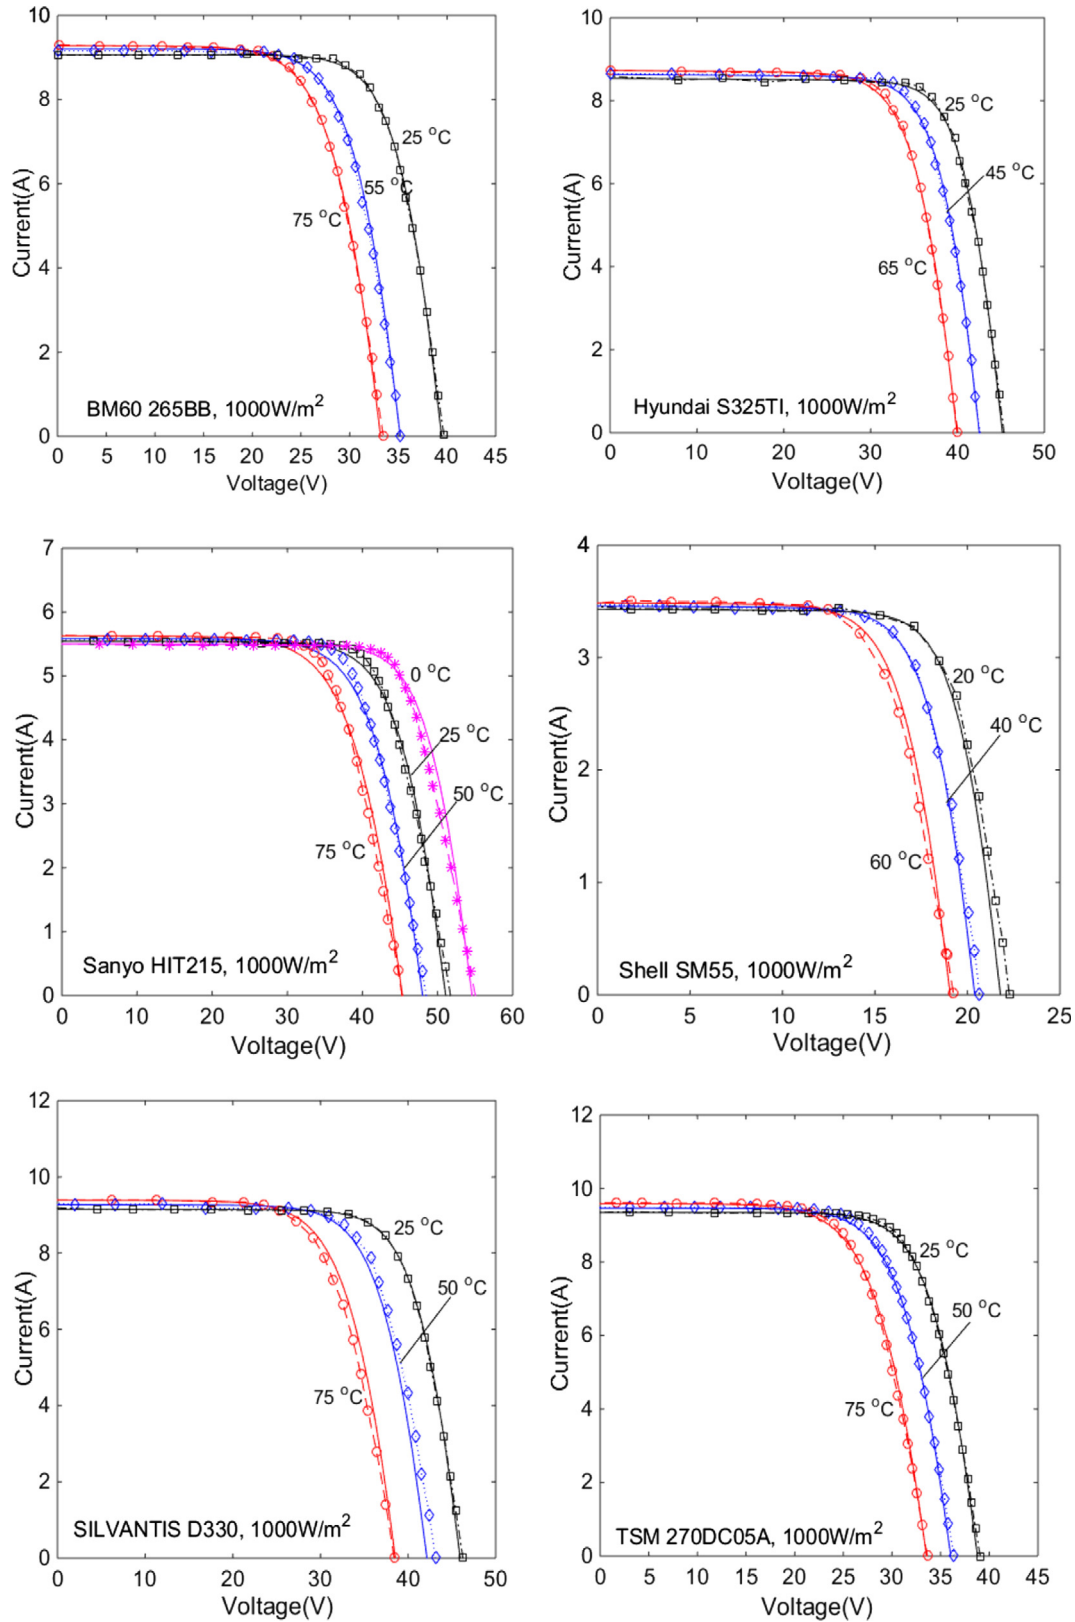 10
8
6
4
2
0
Current(A)
25 °C
55 °C
75 °C
BM60 265BB, 1000W/m²
0 5 10 15 20 25 30 35 40 45
Voltage(V)
10
8
6
4
2
0
Current(A)
25 °C
45 °C
65 °C
Hyundai S325TI, 1000W/m²
0 10 20 30 40 50
Voltage(V)
7
6
5
4
3
2
1
0
Current(A)
0 °C
25 °C
50 °C
75 °C
Sanyo HIT215, 1000W/m²
0 10 20 30 40 50 60
Voltage(V)
4
3
2
1
0
Current(A)
20 °C
40 °C
60 °C
Shell SM55, 1000W/m²
0 5 10 15 20 25
Voltage(V)
12
10
8
6
4
2
0
Current(A)
25 °C
50 °C
75 °C
SILVANTIS D330, 1000W/m²
0 10 20 30 40 50
Voltage(V)
12
10
8
6
4
2
0
Current(A)
25 °C
50 °C
75 °C
TSM 270DC05A, 1000W/m²
0 5 10 15 20 25 30 35 40 45
Voltage(V)